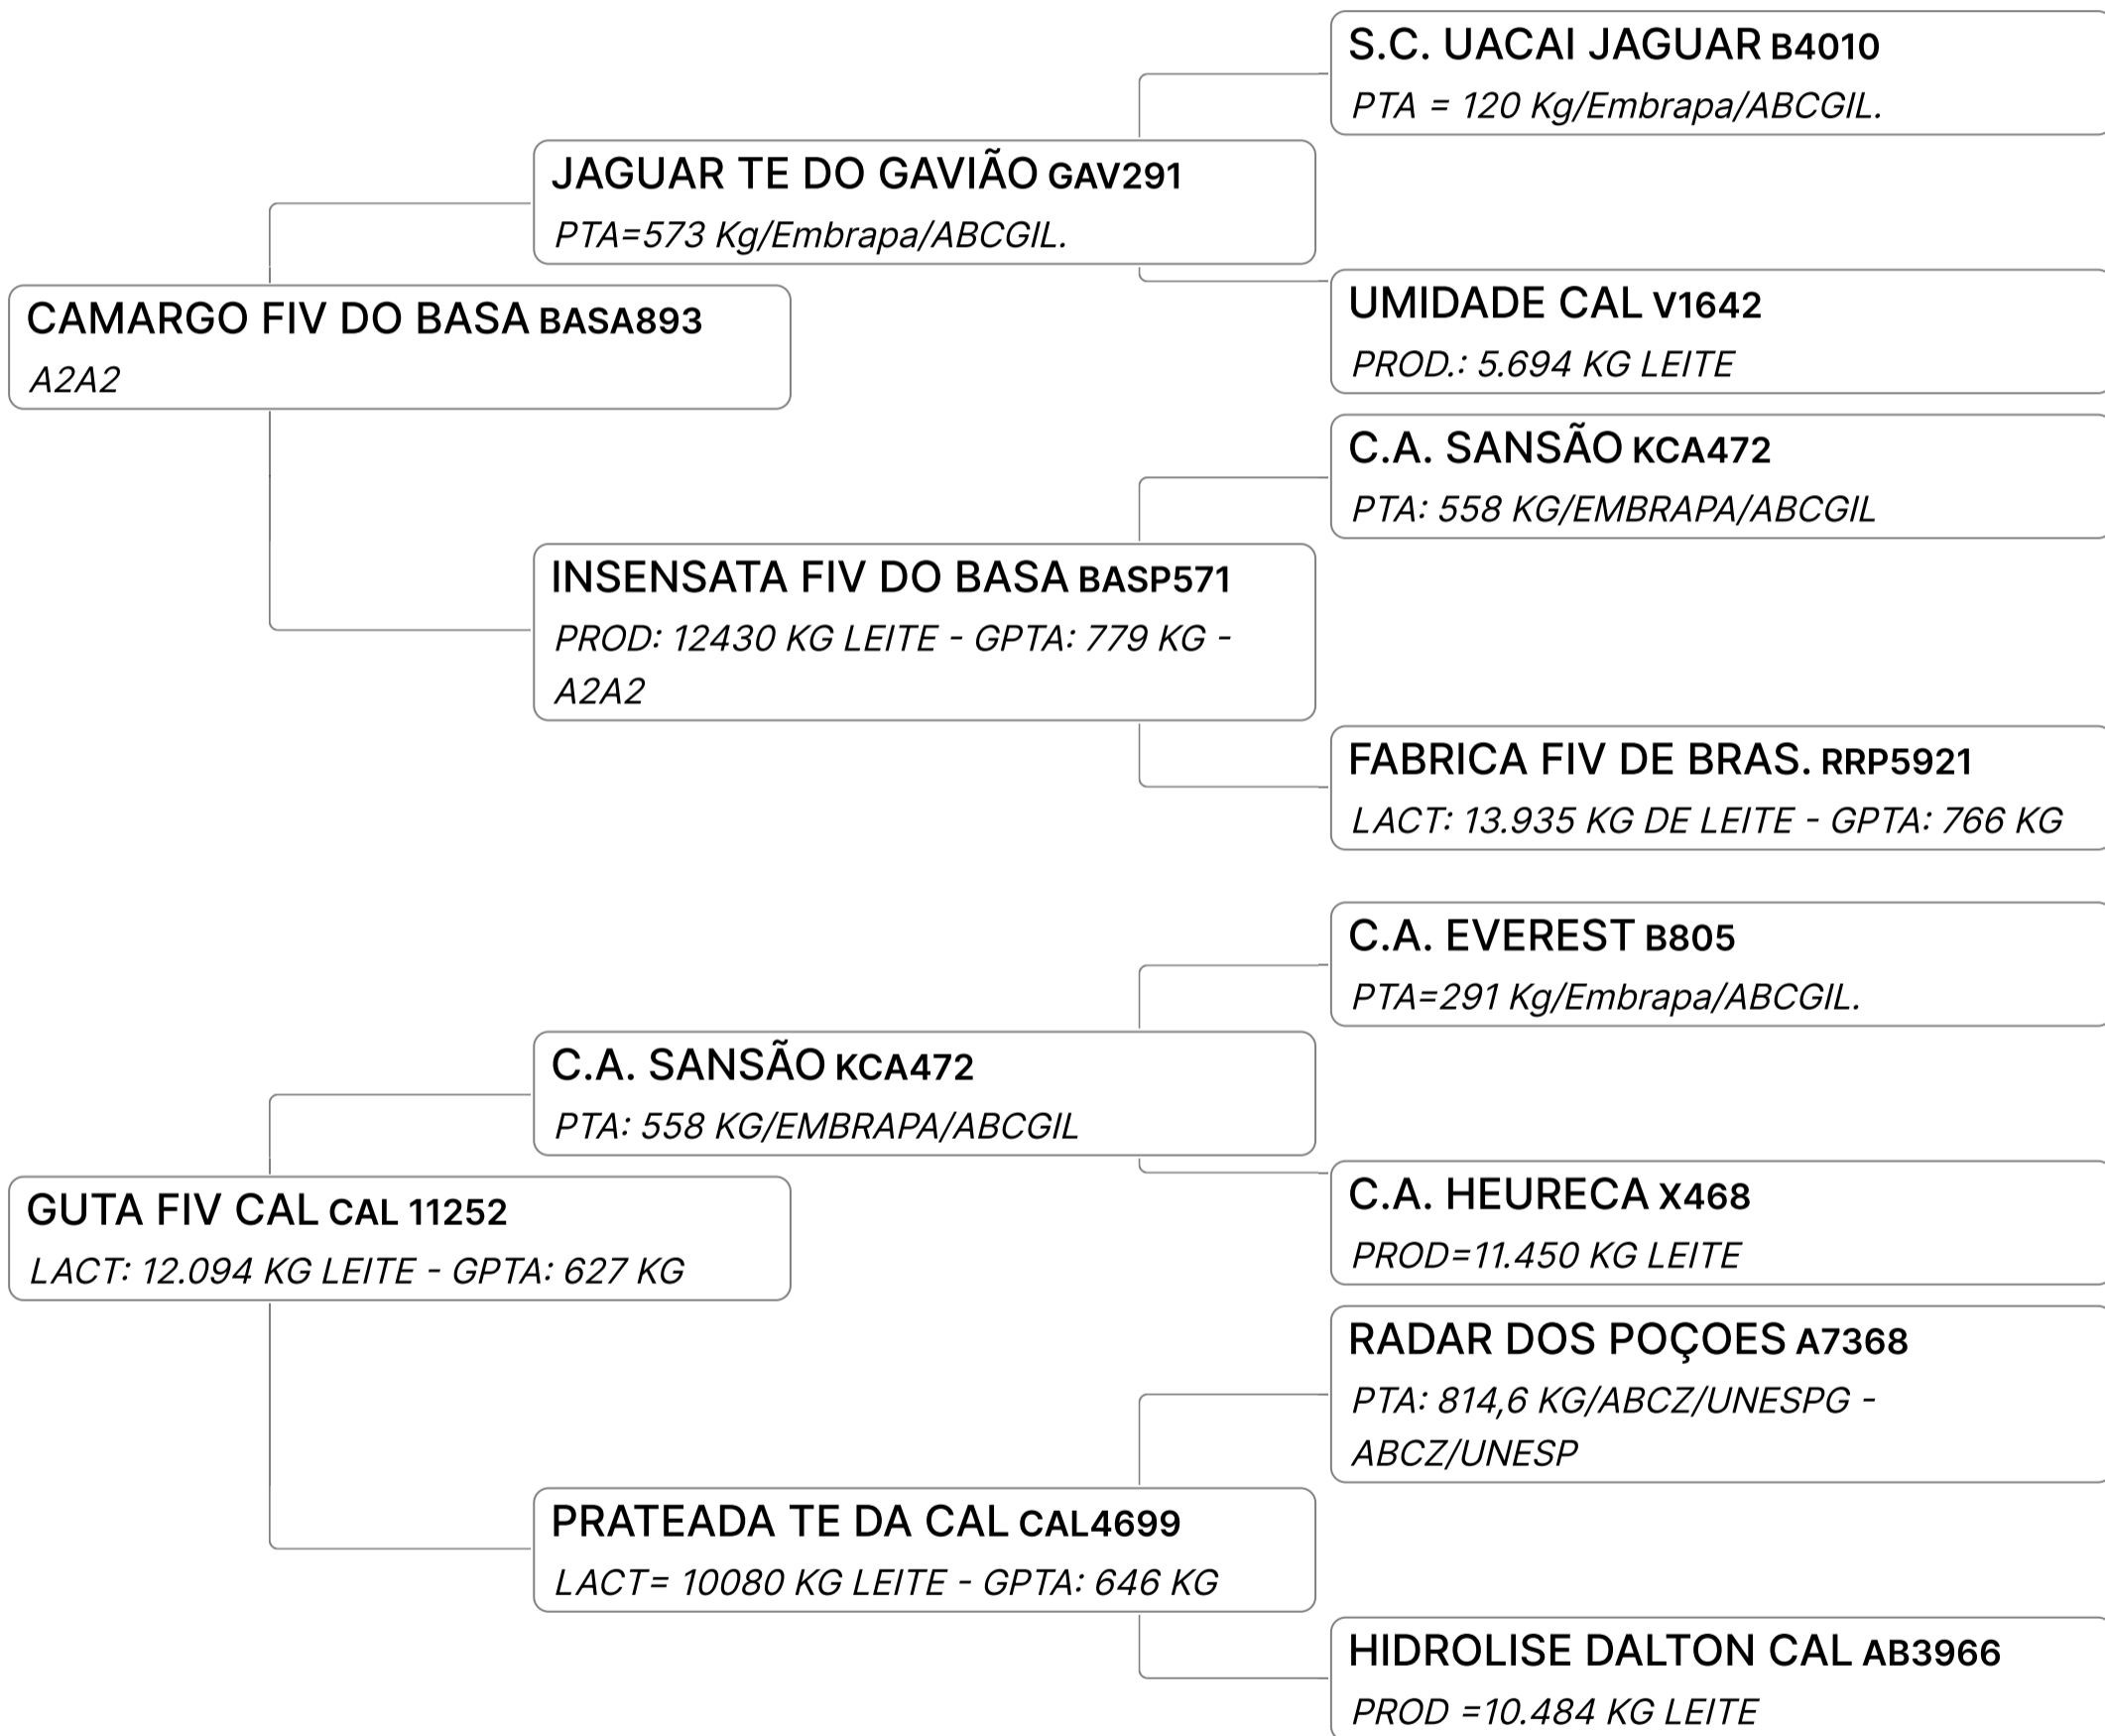 S.C. UACAI JAGUAR B4010
PTA = 120 Kg/Embrapa/ABCGIL.
JAGUAR TE DO GAVIÃO GAV291
PTA=573 Kg/Embrapa/ABCGIL.
UMIDADE CAL V1642
PROD.: 5.694 KG LEITE
CAMARGO FIV DO BASA BASA893
A2A2
C.A. SANSÃO KCA472
PTA: 558 KG/EMBRAPA/ABCGIL
INSENSATA FIV DO BASA BASP571
PROD: 12430 KG LEITE - GPTA: 779 KG -
A2A2
FABRICA FIV DE BRAS. RRP5921
LACT: 13.935 KG DE LEITE - GPTA: 766 KG
C.A. EVEREST B805
PTA=291 Kg/Embrapa/ABCGIL.
C.A. SANSÃO KCA472
PTA: 558 KG/EMBRAPA/ABCGIL
C.A. HEURECA X468
PROD=11.450 KG LEITE
GUTA FIV CAL CAL 11252
LACT: 12.094 KG LEITE - GPTA: 627 KG
RADAR DOS POÇOES A7368
PTA: 814,6 KG/ABCZ/UNESPG -
ABCZ/UNESP
PRATEADA TE DA CAL CAL4699
LACT= 10080 KG LEITE - GPTA: 646 KG
HIDROLISE DALTON CAL AB3966
PROD =10.484 KG LEITE